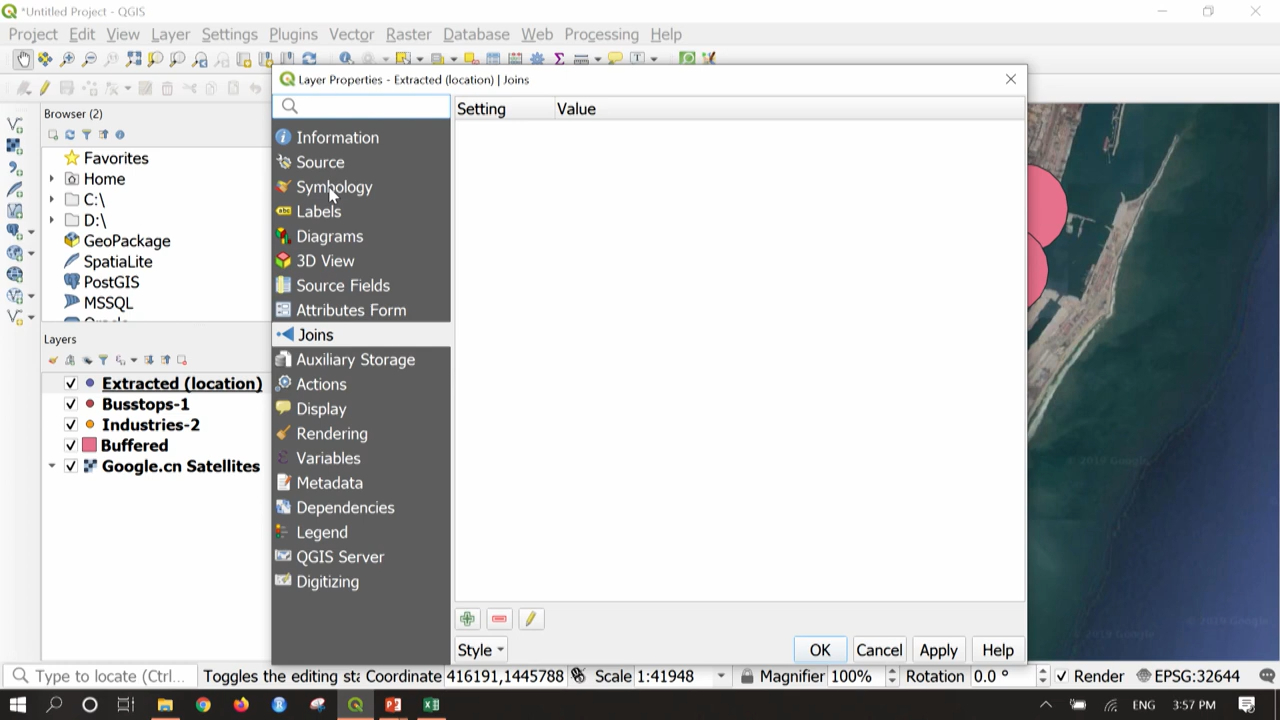 *Untitled Project - QGIS
Project Edit View Layer Settings Plugins Vector Raster Database Web Processing Help
Layer Properties - Extracted (location) | Joins
Browser (2)
Favorites
Home
C:\
D:\
GeoPackage
SpatiaLite
PostGIS
MSSQL
Layers
Extracted (location)
Busstops-1
Industries-2
Buffered
Google.cn Satellites
Information
Source
Symbology
abc Labels
Diagrams
3D View
Source Fields
Attributes Form
Joins
Auxiliary Storage
Actions
Display
Rendering
Variables
Metadata
Dependencies
Legend
QGIS Server
Digitizing
Setting Value
Style OK Cancel Apply Help
Type to locate (Ctrl... Toggles the editing sta Coordinate 416191,1445788 Scale 1:41948 Magnifier 100% Rotation 0.0 ° Render EPSG:32644
ENG 3:57 PM